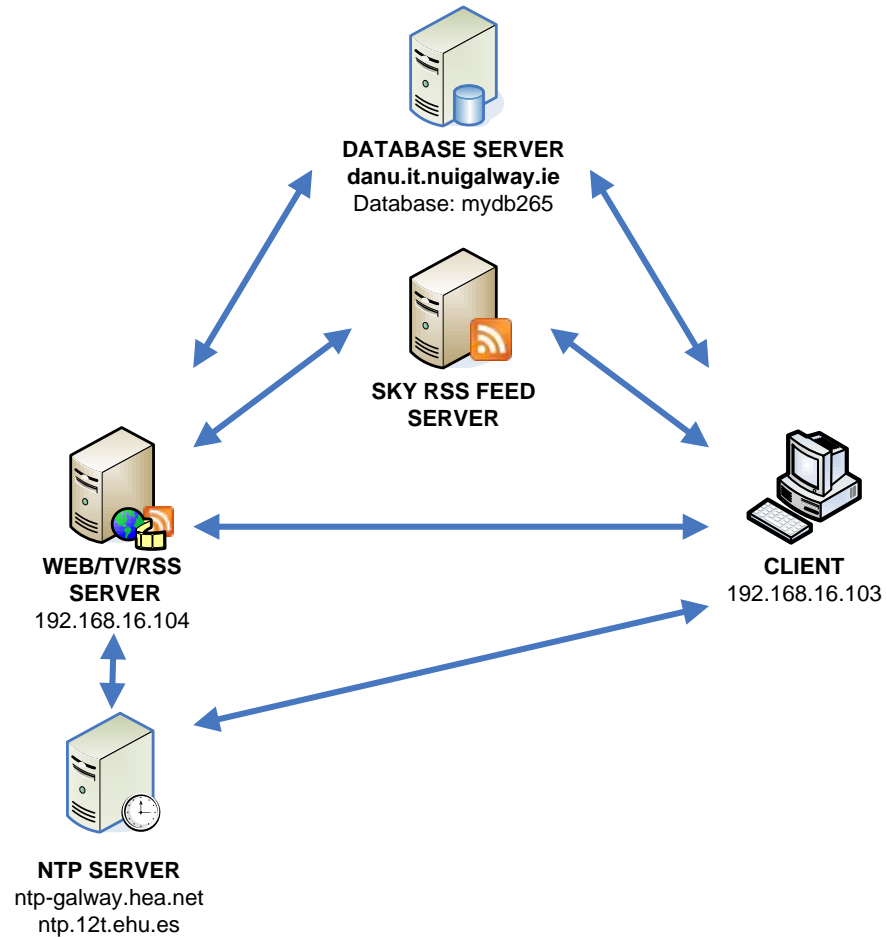 DATABASE SERVER
danu.it.nuigalway.ie
Database: mydb265
SKY RSS FEED
SERVER
WEB/TV/RSS
SERVER
192.168.16.104
CLIENT
192.168.16.103
NTP SERVER
ntp-galway.hea.net
ntp.12t.ehu.es